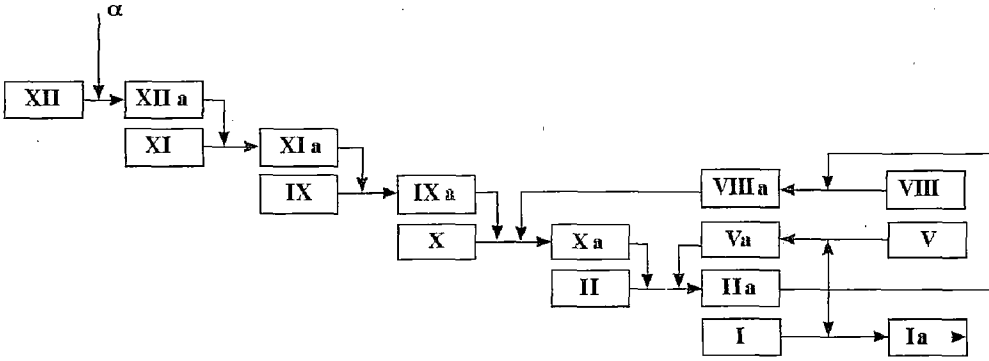 α
XII XII a
XI XI a
IX IX a VIII a VIII
X X a Va V
II II a
I Ia